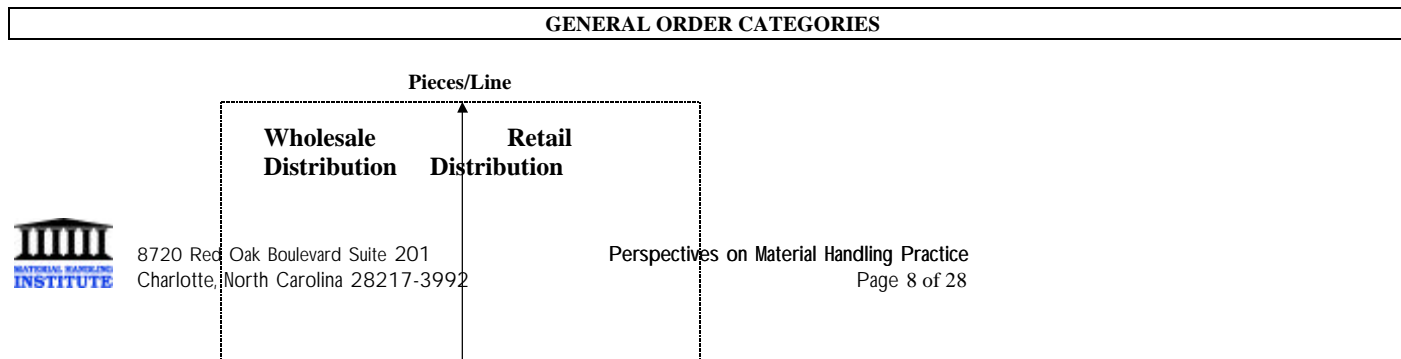 GENERAL ORDER CATEGORIES
Pieces/Line
Wholesale Retail
Distribution Distribution
MATERIAL HANDLING
INSTITUTE
8720 Red Oak Boulevard Suite 201 Perspectives on Material Handling Practice
Charlotte, North Carolina 28217-3992 Page 8 of 28